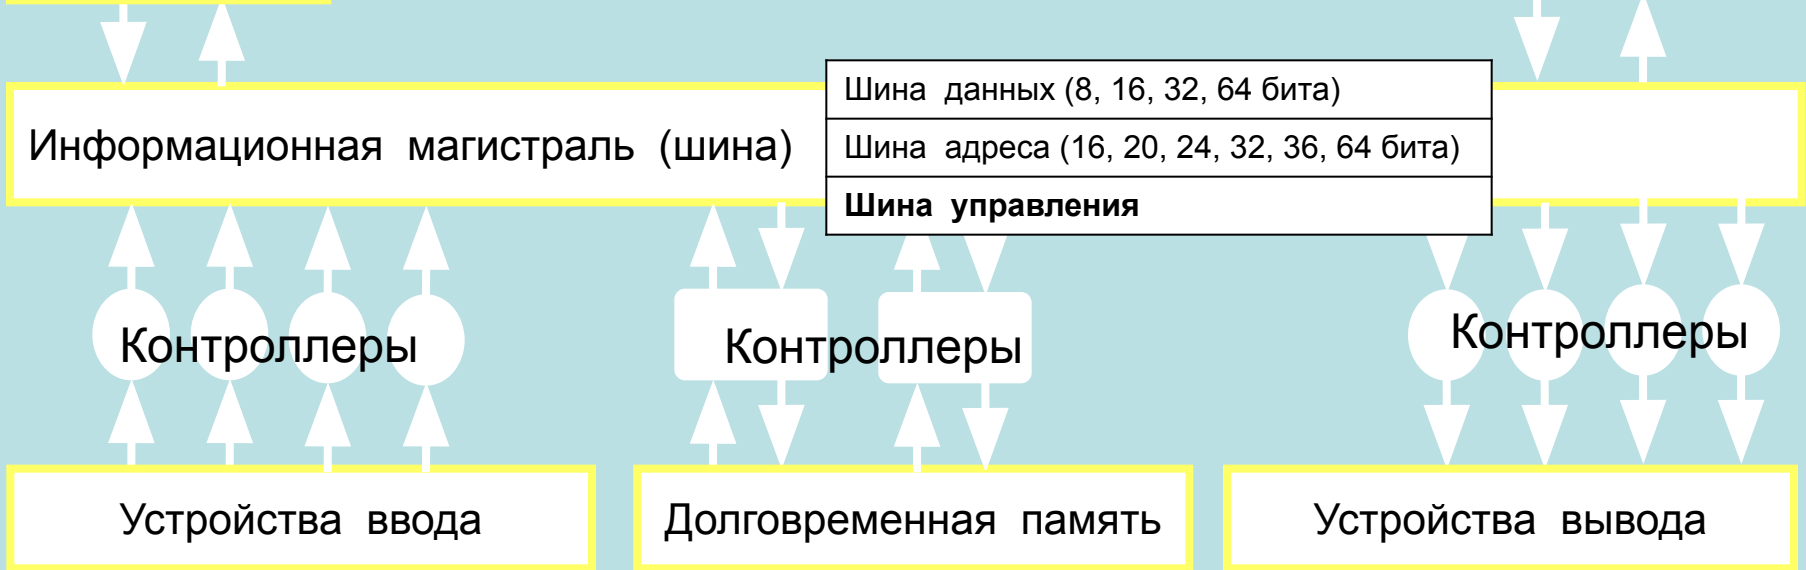 Информационная магистраль (шина)
Шина данных (8, 16, 32, 64 бита)
Шина адреса (16, 20, 24, 32, 36, 64 бита)
Шина управления
Контроллеры
Контроллеры
Контроллеры
Устройства ввода
Долговременная память
Устройства вывода